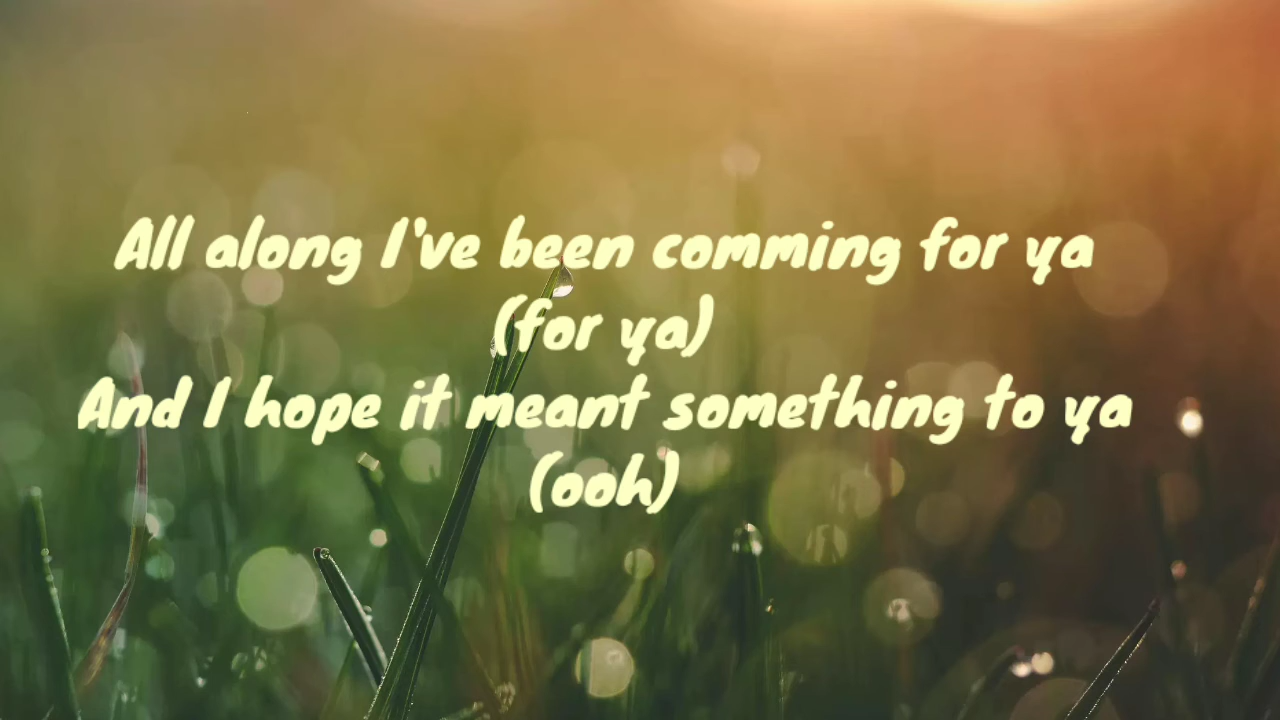 All along I've been comming for ya
(for ya)
And I hope it meant something to ya
(ooh)